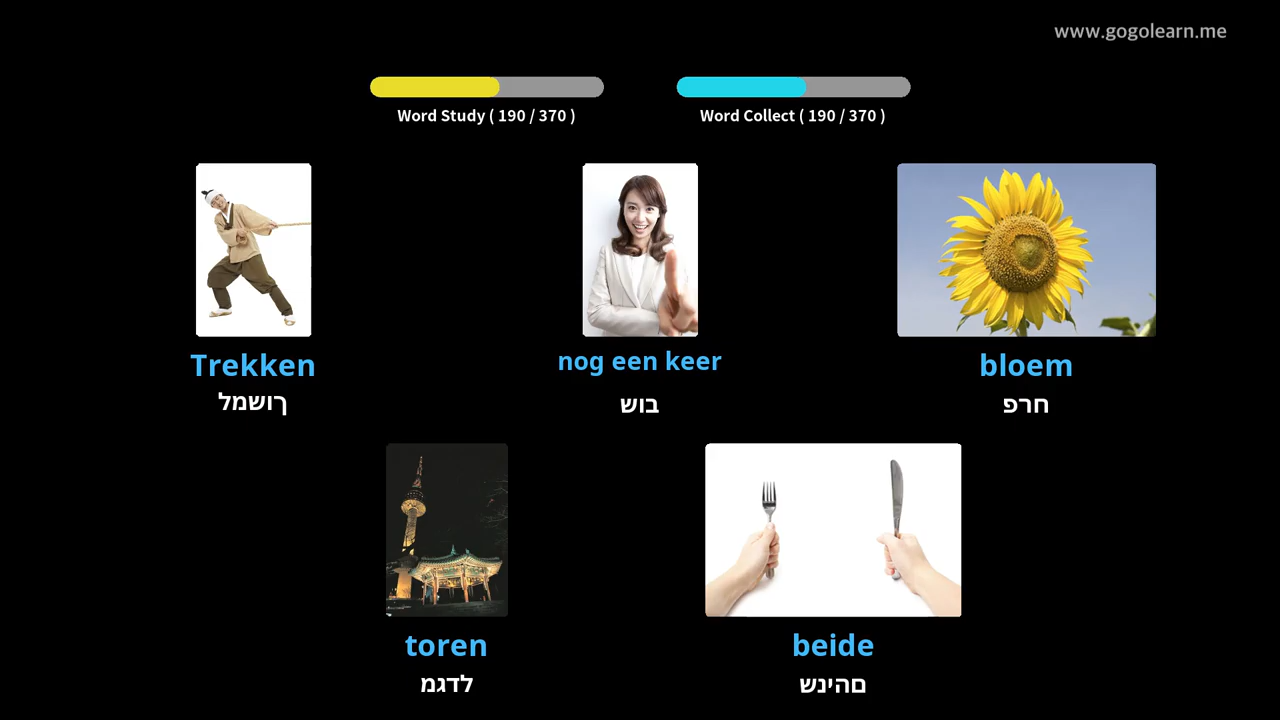 www.gogolearn.me
Word Study ( 190 / 370 )
Word Collect ( 190 / 370 )
Trekken
ךושמל
nog een keer
בוש
bloem
חרפ
toren
לדגמ
beide
םהינש